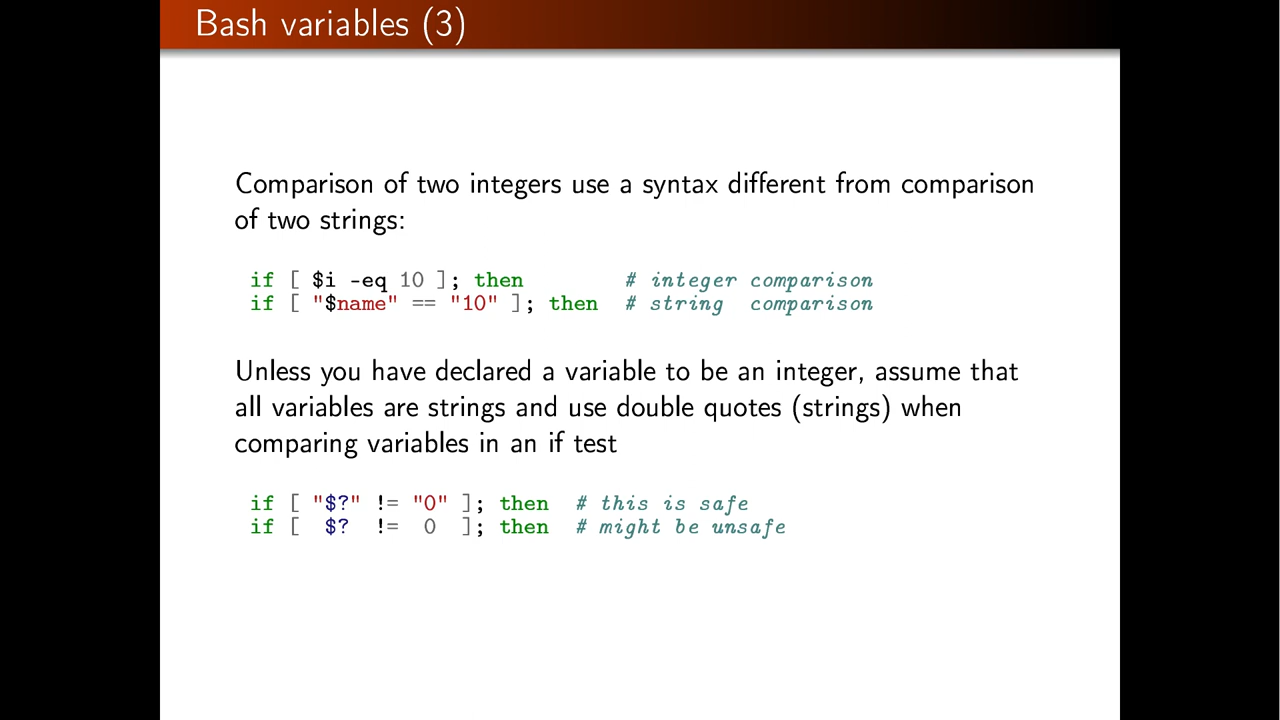 Bash variables (3)
Comparison of two integers use a syntax different from comparison
of two strings:
if [ $i -eq 10 ]; then        # integer comparison
if [ "$name" == "10" ]; then  # string  comparison
Unless you have declared a variable to be an integer, assume that
all variables are strings and use double quotes (strings) when
comparing variables in an if test
if [ "$?" != "0" ]; then  # this is safe
if [  $?  !=  0  ]; then  # might be unsafe